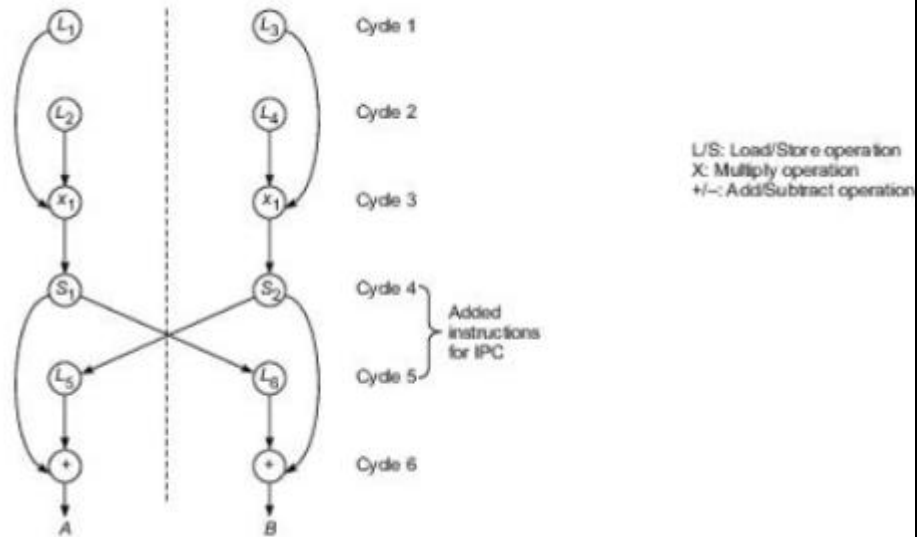 L1 L3 Cycle 1
L2 L4 Cycle 2
x1 x1 Cycle 3
S1 S2 Cycle 4
Added
instructions
for IPC
L5 L6 Cycle 5
+ + Cycle 6
A B
L/S: Load/Store operation
X: Multiply operation
+/–: Add/Subtract operation